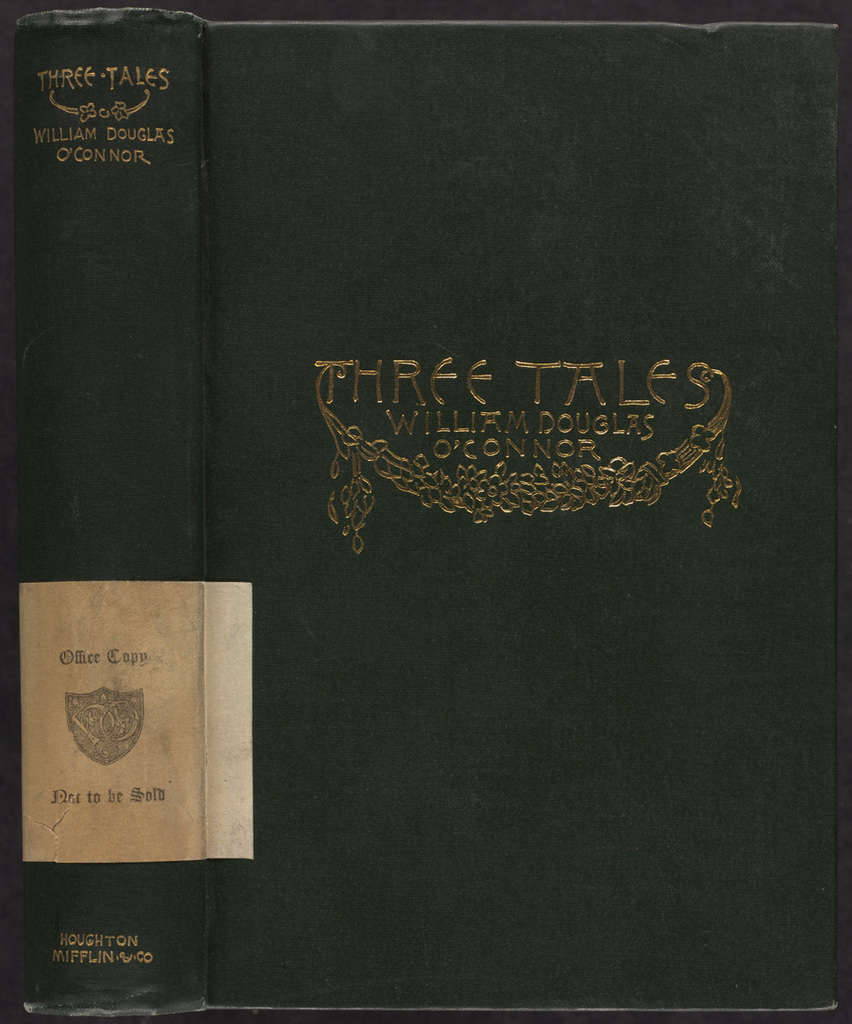 THREE · TALES
WILLIAM DOUGLAS
O'CONNOR
Office Copy
Not to be Sold
HOUGHTON
MIFFLIN · & · CO
THREE TALES
WILLIAM DOUGLAS
O'CONNOR